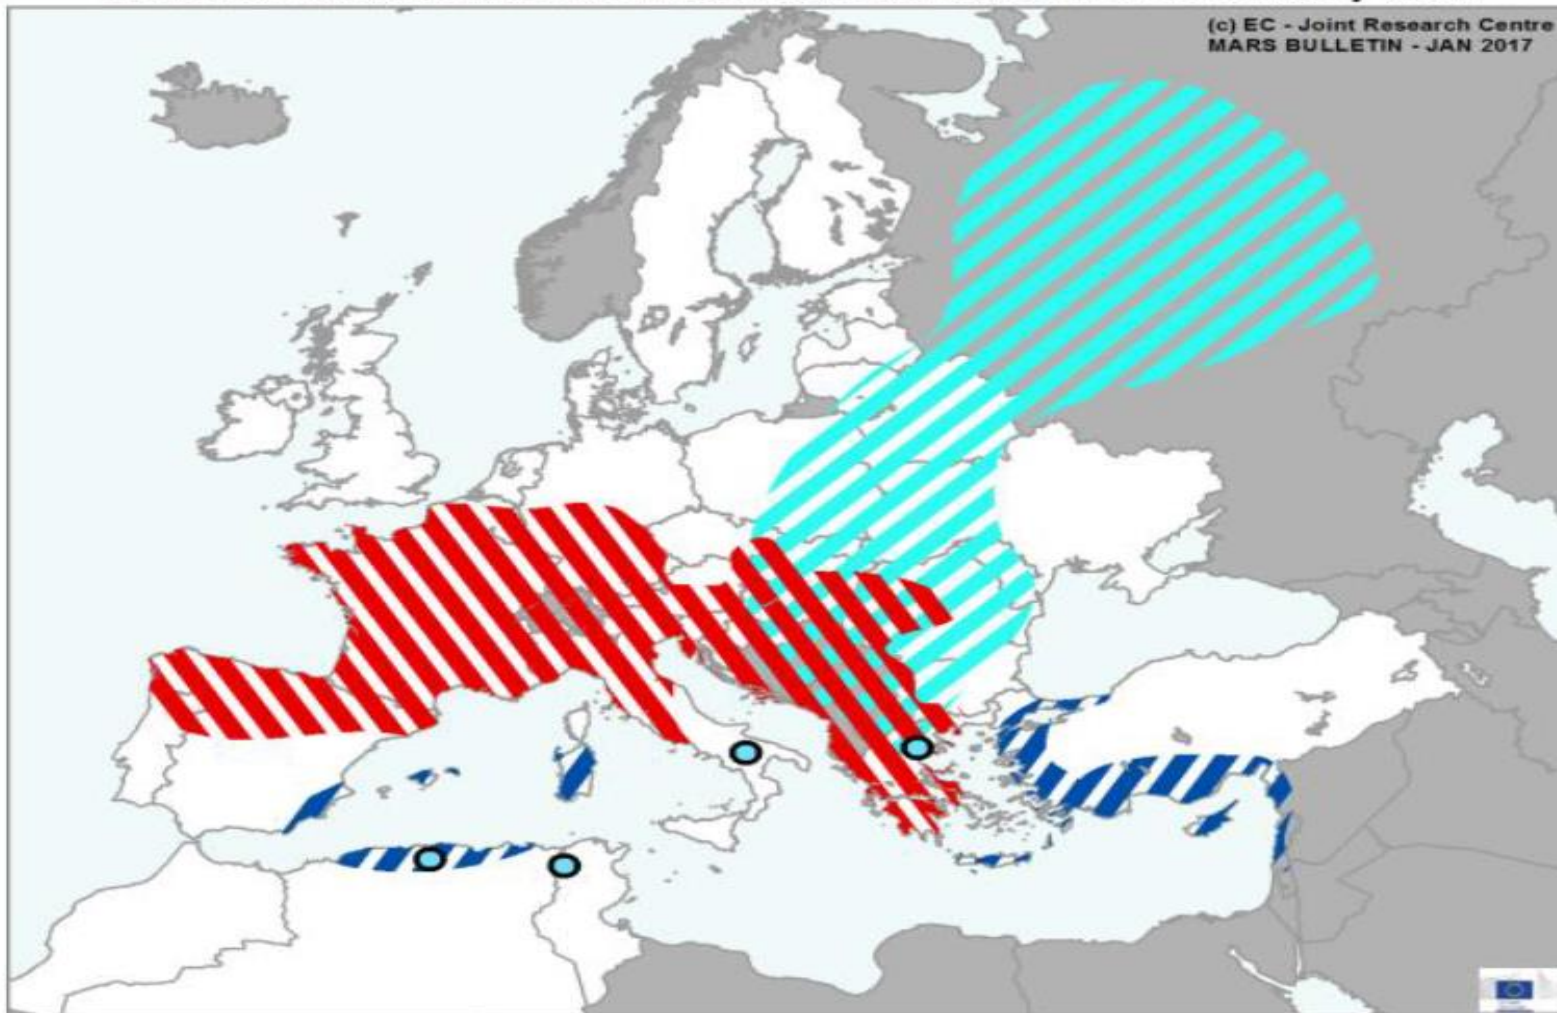 (c) EC - Joint Research Centre
MARS BULLETIN - JAN 2017